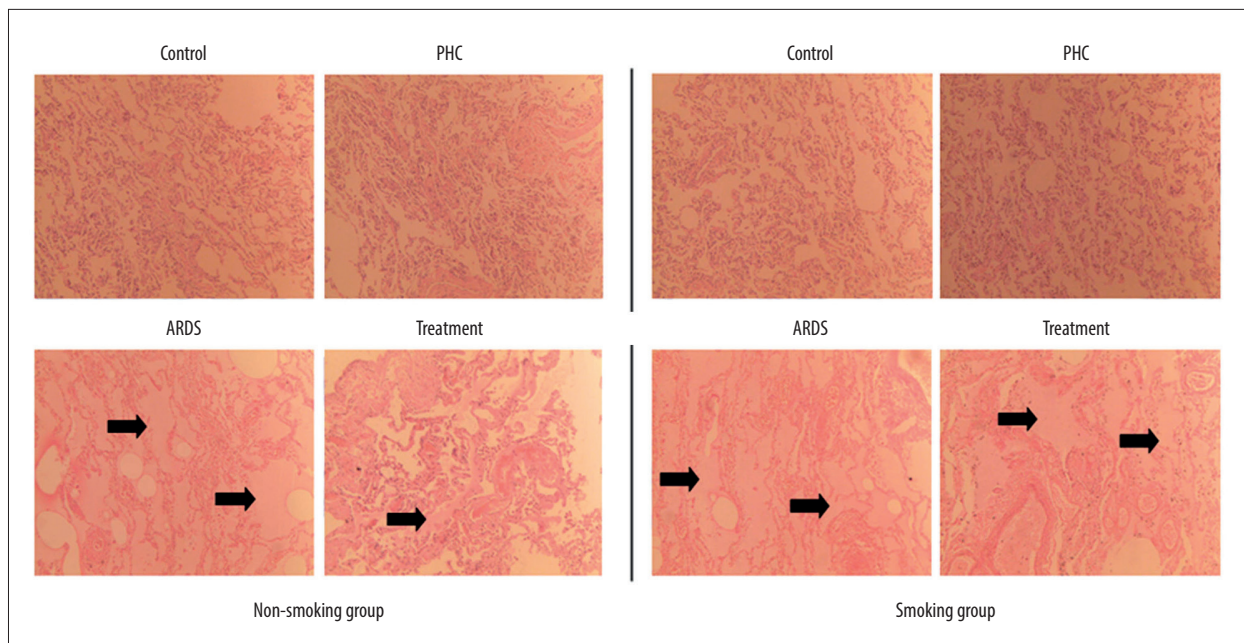 Control PHC Control PHC
ARDS Treatment ARDS Treatment
Non-smoking group Smoking group